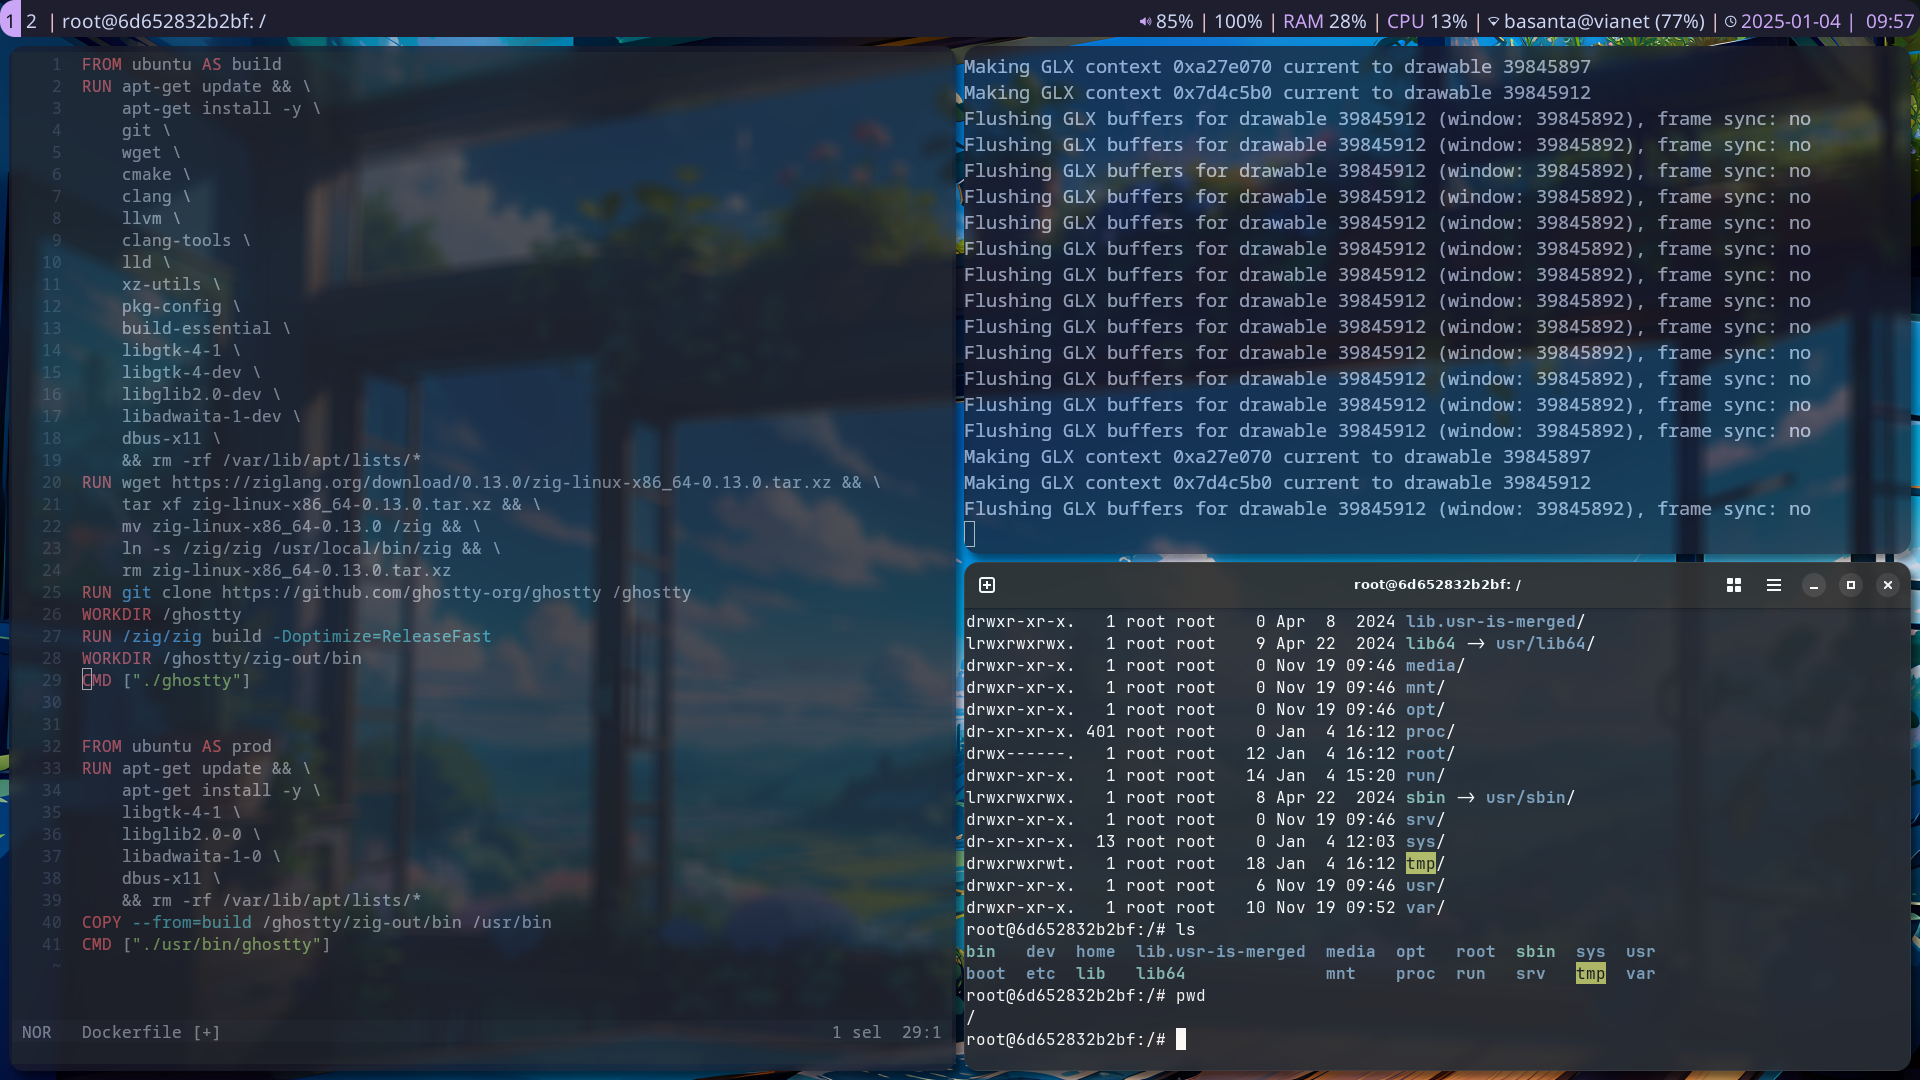 1 2 | root@6d652832b2bf: /
85% | 100% | RAM 28% | CPU 13% | basanta@vianet (77%) | 2025-01-04 | 09:57
1 FROM ubuntu AS build
2 RUN apt-get update && \
3 apt-get install -y \
4 git \
5 wget \
6 cmake \
7 clang \
8 llvm \
9 clang-tools \
10 lld \
11 xz-utils \
12 pkg-config \
13 build-essential \
14 libgtk-4-1 \
15 libgtk-4-dev \
16 libglib2.0-dev \
17 libadwaita-1-dev \
18 dbus-x11 \
19 && rm -rf /var/lib/apt/lists/*
20 RUN wget https://ziglang.org/download/0.13.0/zig-linux-x86_64-0.13.0.tar.xz && \
21 tar xf zig-linux-x86_64-0.13.0.tar.xz && \
22 mv zig-linux-x86_64-0.13.0 /zig && \
23 ln -s /zig/zig /usr/local/bin/zig && \
24 rm zig-linux-x86_64-0.13.0.tar.xz
25 RUN git clone https://github.com/ghostty-org/ghostty /ghostty
26 WORKDIR /ghostty
27 RUN /zig/zig build -Doptimize=ReleaseFast
28 WORKDIR /ghostty/zig-out/bin
29 CMD ["./ghostty"]
30
31
32 FROM ubuntu AS prod
33 RUN apt-get update && \
34 apt-get install -y \
35 libgtk-4-1 \
36 libglib2.0-0 \
37 libadwaita-1-0 \
38 dbus-x11 \
39 && rm -rf /var/lib/apt/lists/*
40 COPY --from=build /ghostty/zig-out/bin /usr/bin
41 CMD ["./usr/bin/ghostty"]
~
NOR Dockerfile [+] 1 sel 29:1
Making GLX context 0xa27e070 current to drawable 39845897
Making GLX context 0x7d4c5b0 current to drawable 39845912
Flushing GLX buffers for drawable 39845912 (window: 39845892), frame sync: no
Flushing GLX buffers for drawable 39845912 (window: 39845892), frame sync: no
Flushing GLX buffers for drawable 39845912 (window: 39845892), frame sync: no
Flushing GLX buffers for drawable 39845912 (window: 39845892), frame sync: no
Flushing GLX buffers for drawable 39845912 (window: 39845892), frame sync: no
Flushing GLX buffers for drawable 39845912 (window: 39845892), frame sync: no
Flushing GLX buffers for drawable 39845912 (window: 39845892), frame sync: no
Flushing GLX buffers for drawable 39845912 (window: 39845892), frame sync: no
Flushing GLX buffers for drawable 39845912 (window: 39845892), frame sync: no
Flushing GLX buffers for drawable 39845912 (window: 39845892), frame sync: no
Flushing GLX buffers for drawable 39845912 (window: 39845892), frame sync: no
Flushing GLX buffers for drawable 39845912 (window: 39845892), frame sync: no
Flushing GLX buffers for drawable 39845912 (window: 39845892), frame sync: no
Making GLX context 0xa27e070 current to drawable 39845897
Making GLX context 0x7d4c5b0 current to drawable 39845912
Flushing GLX buffers for drawable 39845912 (window: 39845892), frame sync: no
root@6d652832b2bf: /
drwxr-xr-x. 1 root root 0 Apr 8 2024 lib.usr-is-merged/
lrwxrwxrwx. 1 root root 9 Apr 22 2024 lib64 -> usr/lib64/
drwxr-xr-x. 1 root root 0 Nov 19 09:46 media/
drwxr-xr-x. 1 root root 0 Nov 19 09:46 mnt/
drwxr-xr-x. 1 root root 0 Nov 19 09:46 opt/
dr-xr-xr-x. 401 root root 0 Jan 4 16:12 proc/
drwx------. 1 root root 12 Jan 4 16:12 root/
drwxr-xr-x. 1 root root 14 Jan 4 15:20 run/
lrwxrwxrwx. 1 root root 8 Apr 22 2024 sbin -> usr/sbin/
drwxr-xr-x. 1 root root 0 Nov 19 09:46 srv/
dr-xr-xr-x. 13 root root 0 Jan 4 12:03 sys/
drwxrwxrwt. 1 root root 18 Jan 4 16:12 tmp/
drwxr-xr-x. 1 root root 6 Nov 19 09:46 usr/
drwxr-xr-x. 1 root root 10 Nov 19 09:52 var/
root@6d652832b2bf:/# ls
bin dev home lib.usr-is-merged media opt root sbin sys usr
boot etc lib lib64 mnt proc run srv tmp var
root@6d652832b2bf:/# pwd
/
root@6d652832b2bf:/#